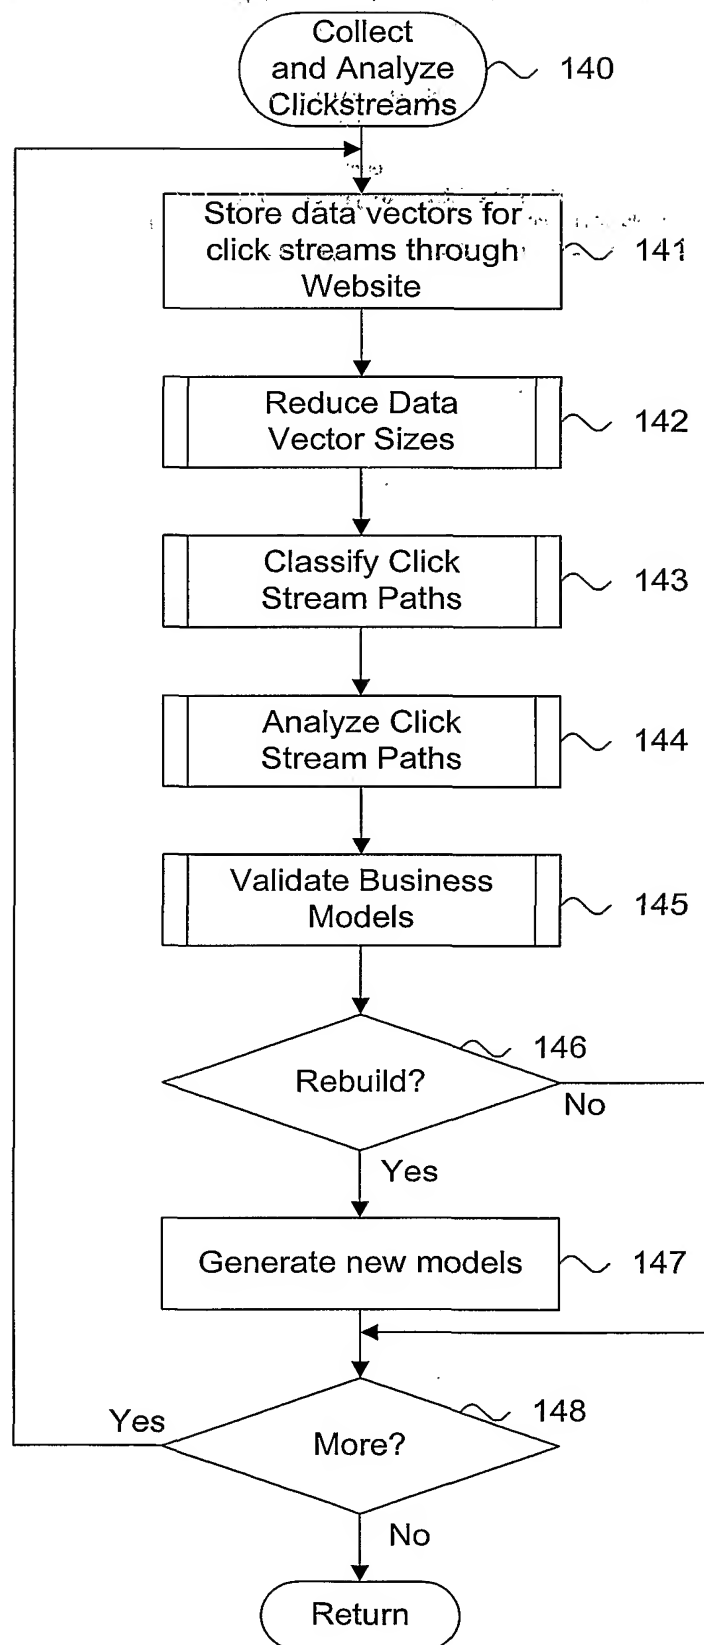 Collect
and Analyze
Clickstreams
140
Store data vectors for
click streams through
Website
141
Reduce Data
Vector Sizes
142
Classify Click
Stream Paths
143
Analyze Click
Stream Paths
144
Validate Business
Models
145
146
Rebuild?
No
Yes
Generate new models
147
148
Yes
More?
No
Return